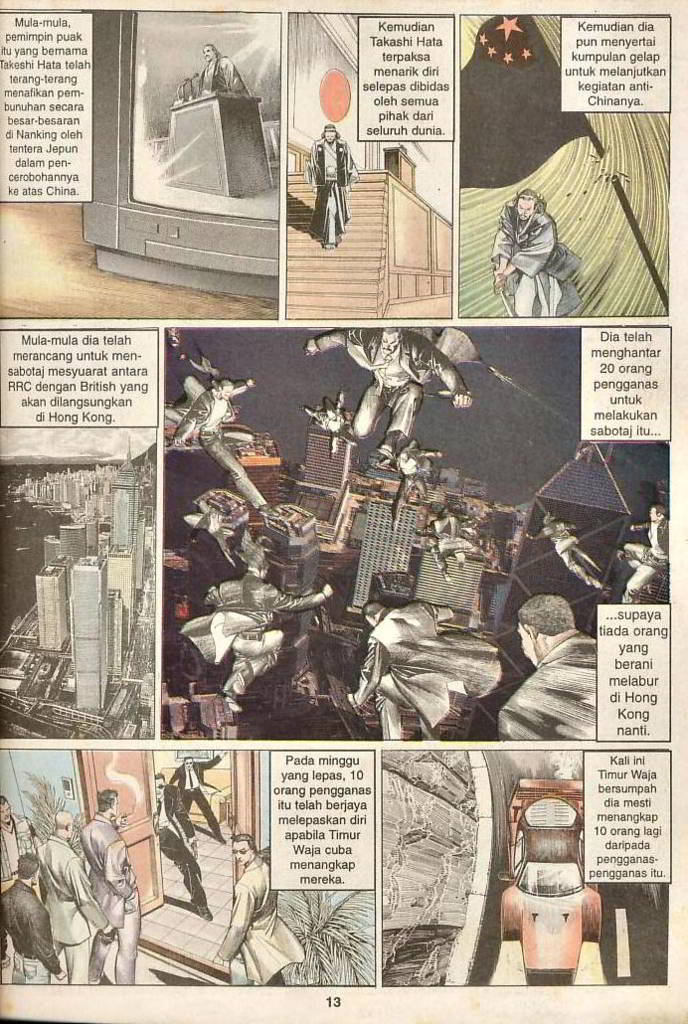 Mula-mula,
pemimpin puak
itu yang bernama
Takeshi Hata telah
terang-terang
menafikan pem-
bunuhan secara
besar-besaran
di Nanking oleh
tentera Jepun
dalam pen-
cerobohannya
ke atas China.
Kemudian
Takashi Hata
terpaksa
menarik diri
selepas dibidas
oleh semua
pihak dari
seluruh dunia.
Kemudian dia
pun menyertai
kumpulan gelap
untuk melanjutkan
kegiatan anti-
Chinanya.
Mula-mula dia telah
merancang untuk men-
sabotaj mesyuarat antara
RRC dengan British yang
akan dilangsungkan
di Hong Kong.
Dia telah
menghantar
20 orang
pengganas
untuk
melakukan
sabotaj itu...
...supaya
tiada orang
yang
berani
melabur
di Hong
Kong
nanti.
Pada minggu
yang lepas, 10
orang pengganas
itu telah berjaya
melepaskan diri
apabila Timur
Waja cuba
menangkap
mereka.
Kali ini
Timur Waja
bersumpah
dia mesti
menangkap
10 orang lagi
daripada
pengganas-
pengganas itu.
13